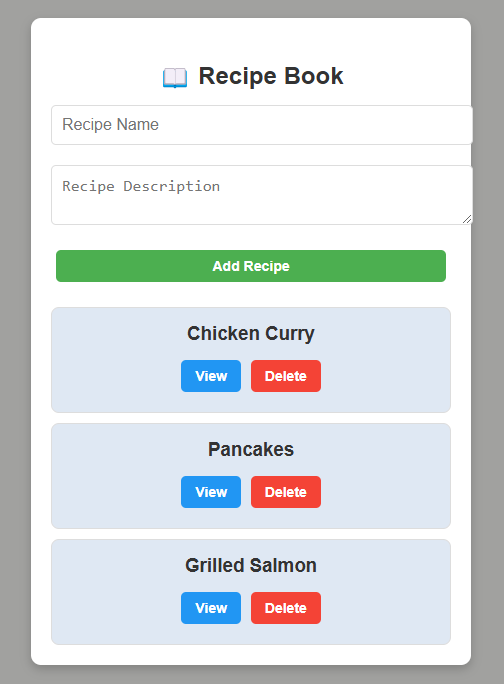 📖 Recipe Book
Recipe Name
Recipe Description
Add Recipe
Chicken Curry
View Delete
Pancakes
View Delete
Grilled Salmon
View Delete